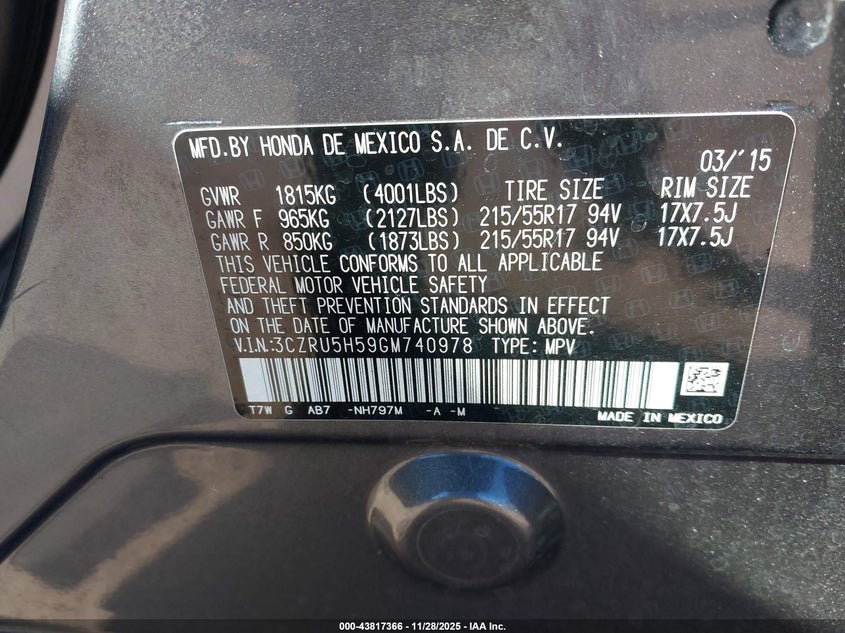 MFD.BY HONDA DE MEXICO S.A. DE C.V.
03/'15
GVWR 1815KG (4001LBS) TIRE SIZE RIM SIZE
GAWR F 965KG (2127LBS) 215/55R17 94V 17X7.5J
GAWR R 850KG (1873LBS) 215/55R17 94V 17X7.5J
THIS VEHICLE CONFORMS TO ALL APPLICABLE
FEDERAL MOTOR VEHICLE SAFETY
AND THEFT PREVENTION STANDARDS IN EFFECT
ON THE DATE OF MANUFACTURE SHOWN ABOVE.
V.I.N.:3CZRU5H59GM740978 TYPE: MPV
T7W G AB7 -NH797M -A -M
MADE IN MEXICO
000-43817366 - 11/28/2025 - IAA Inc.